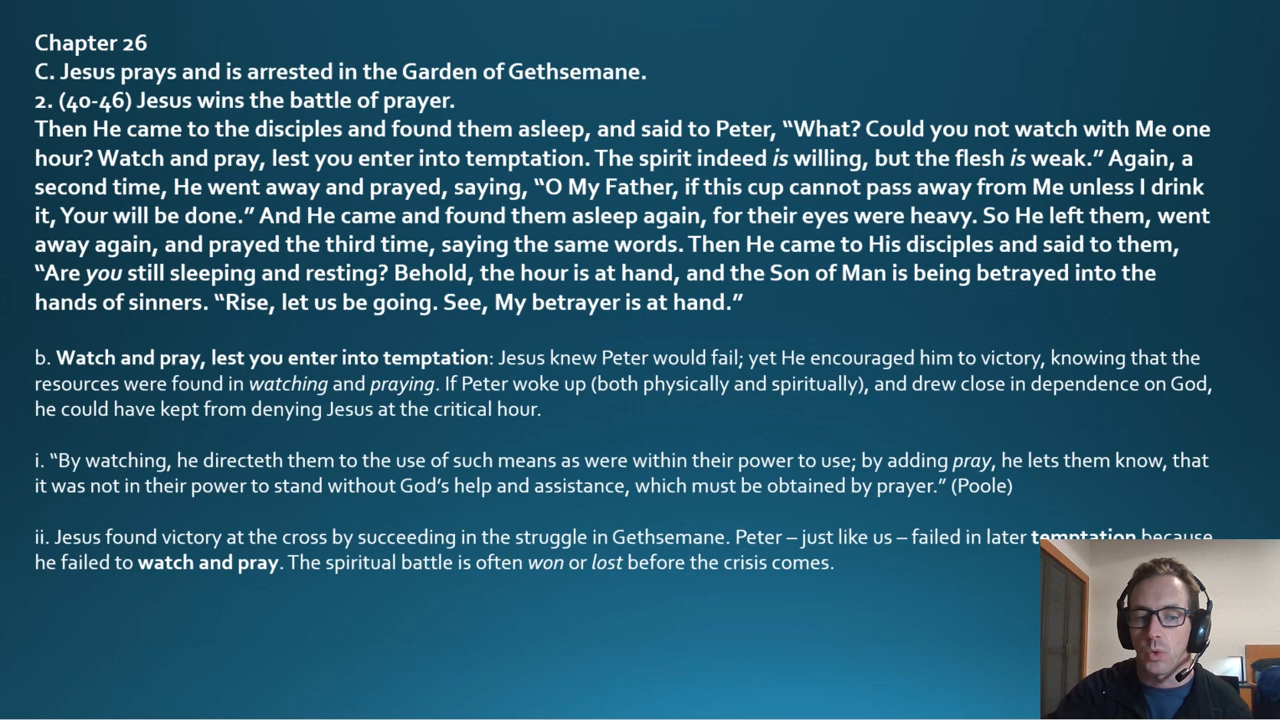 Chapter 26
C. Jesus prays and is arrested in the Garden of Gethsemane.
2. (40-46) Jesus wins the battle of prayer.
Then He came to the disciples and found them asleep, and said to Peter, “What? Could you not watch with Me one
hour? Watch and pray, lest you enter into temptation. The spirit indeed is willing, but the flesh is weak.” Again, a
second time, He went away and prayed, saying, “O My Father, if this cup cannot pass away from Me unless I drink
it, Your will be done.” And He came and found them asleep again, for their eyes were heavy. So He left them, went
away again, and prayed the third time, saying the same words. Then He came to His disciples and said to them,
“Are you still sleeping and resting? Behold, the hour is at hand, and the Son of Man is being betrayed into the
hands of sinners. “Rise, let us be going. See, My betrayer is at hand.”
b. Watch and pray, lest you enter into temptation: Jesus knew Peter would fail; yet He encouraged him to victory, knowing that the
resources were found in watching and praying. If Peter woke up (both physically and spiritually), and drew close in dependence on God,
he could have kept from denying Jesus at the critical hour.
i. “By watching, he directeth them to the use of such means as were within their power to use; by adding pray, he lets them know, that
it was not in their power to stand without God’s help and assistance, which must be obtained by prayer.” (Poole)
ii. Jesus found victory at the cross by succeeding in the struggle in Gethsemane. Peter – just like us – failed in later temptation because
he failed to watch and pray. The spiritual battle is often won or lost before the crisis comes.